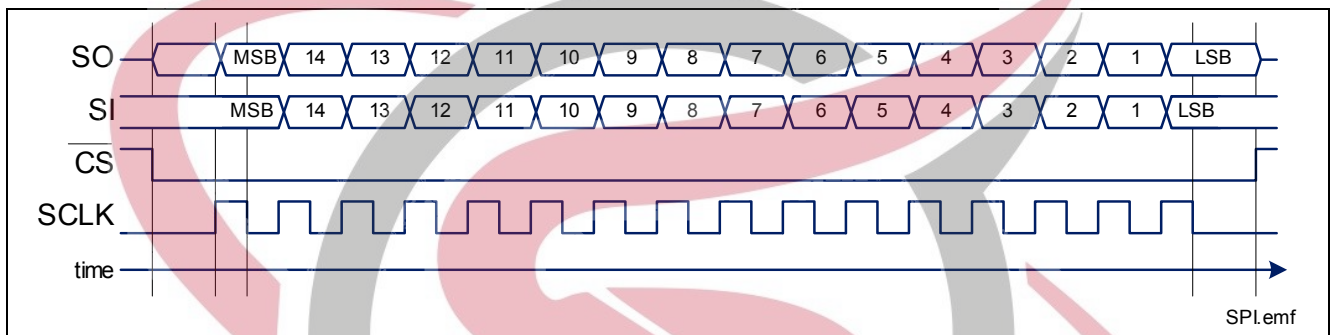 SO MSB 14 13 12 11 10 9 8 7 6 5 4 3 2 1 LSB
SI MSB 14 13 12 11 10 9 8 7 6 5 4 3 2 1 LSB
CS
SCLK
time
SPI.emf